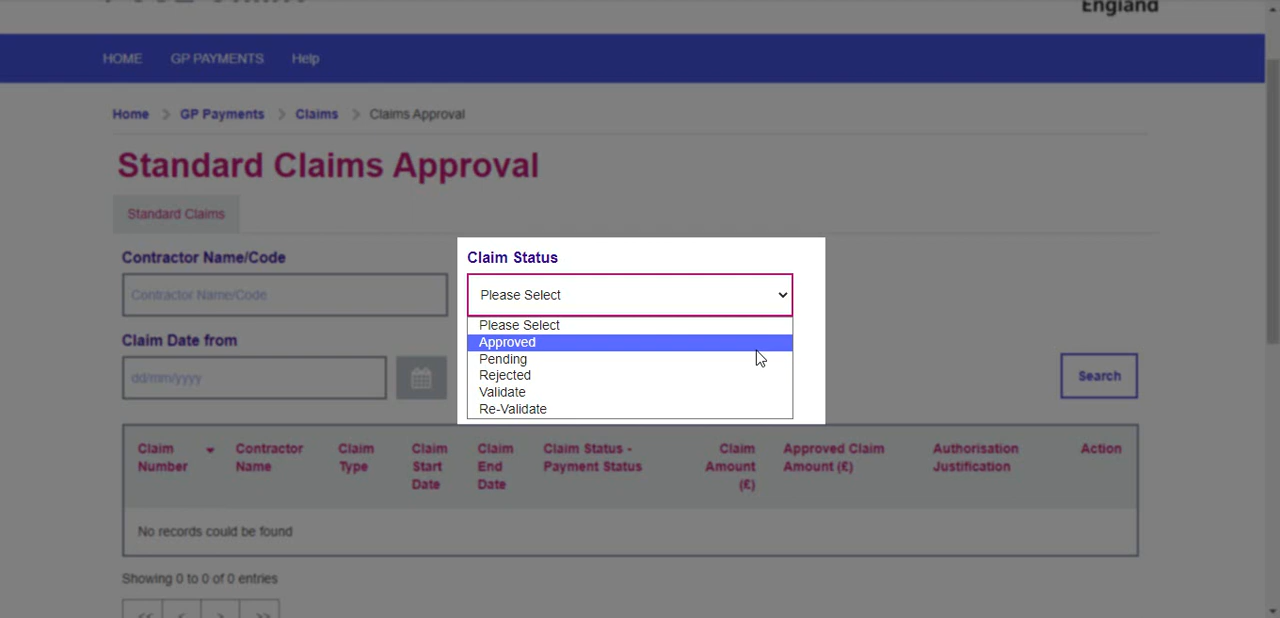 England
HOME GP PAYMENTS Help
Home > GP Payments > Claims > Claims Approval
Standard Claims Approval
Standard Claims
Contractor Name/Code
Contractor Name/Code
Claim Status
Please Select
Please Select
Approved
Pending
Rejected
Validate
Re-Validate
Claim Date from
dd/mm/yyyy
Search
Claim Number
Contractor Name
Claim Type
Claim Start Date
Claim End Date
Claim Status - Payment Status
Claim Amount (£)
Approved Claim Amount (£)
Authorisation Justification
Action
No records could be found
Showing 0 to 0 of 0 entries
<< < > >>